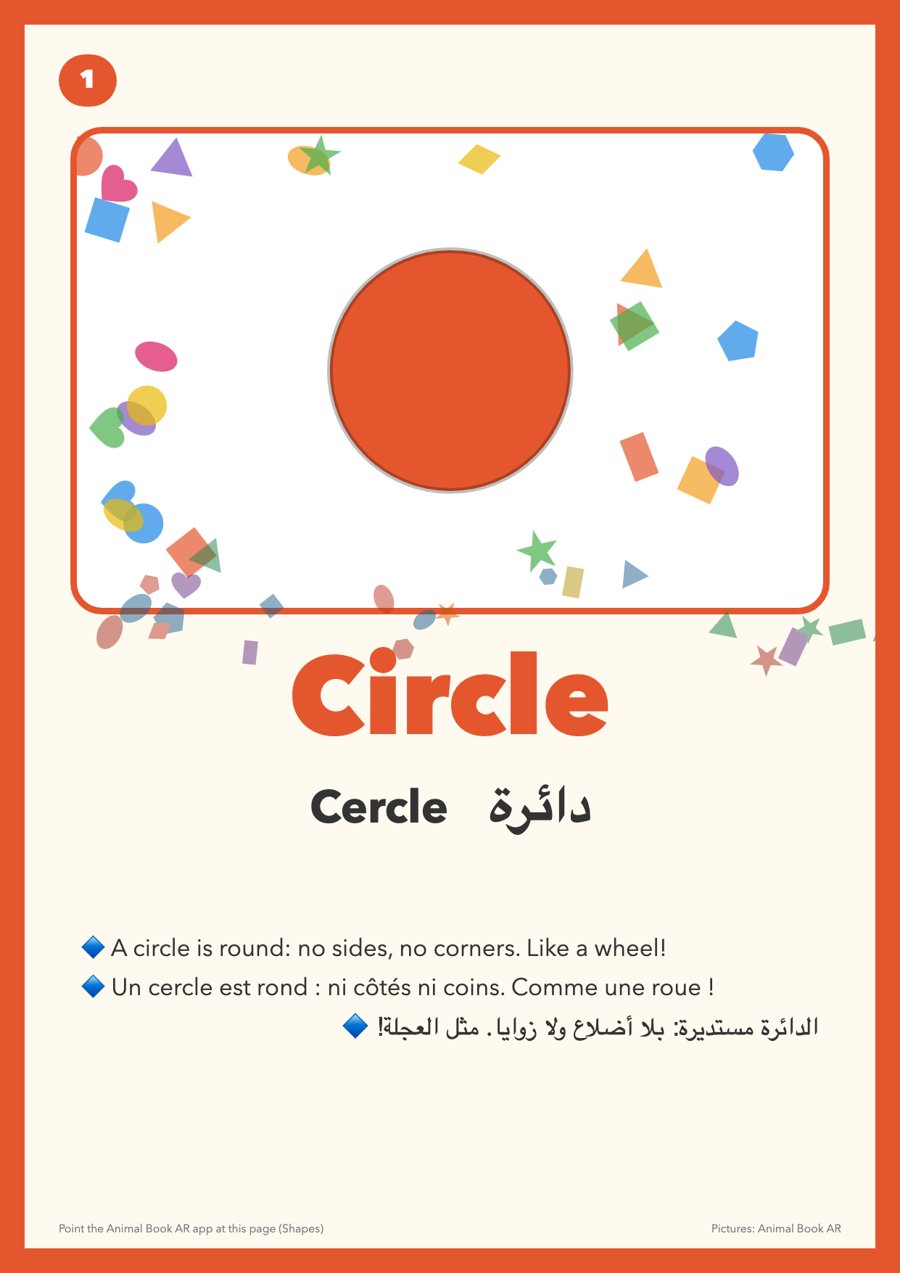 1
Circle
Cercle دائرة
🔷 A circle is round: no sides, no corners. Like a wheel!
🔷 Un cercle est rond : ni côtés ni coins. Comme une roue !
🔷 الدائرة مستديرة: بلا أضلاع ولا زوايا. مثل العجلة!
Point the Animal Book AR app at this page (Shapes)
Pictures: Animal Book AR